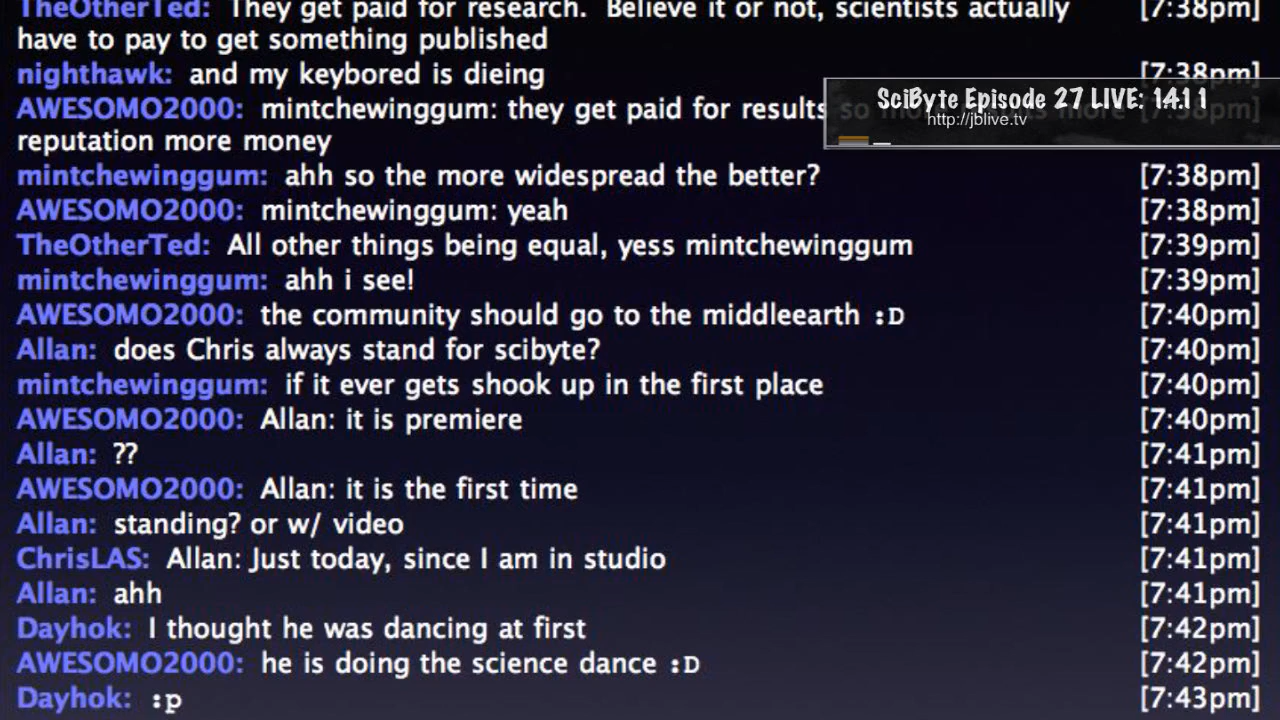 TheOtherTed: They get paid for research. Believe it or not, scientists actually [7:38pm]
have to pay to get something published
nighthawk: and my keybored is dieing [7:38pm]
AWESOMO2000: mintchewinggum: they get paid for results so more [7:38pm]
reputation more money
SciByte Episode 27 LIVE: 14.1 1
http://jblive.tv
mintchewinggum: ahh so the more widespread the better? [7:38pm]
AWESOMO2000: mintchewinggum: yeah [7:38pm]
TheOtherTed: All other things being equal, yess mintchewinggum [7:39pm]
mintchewinggum: ahh i see! [7:39pm]
AWESOMO2000: the community should go to the middleearth :D [7:40pm]
Allan: does Chris always stand for scibyte? [7:40pm]
mintchewinggum: if it ever gets shook up in the first place [7:40pm]
AWESOMO2000: Allan: it is premiere [7:40pm]
Allan: ?? [7:41pm]
AWESOMO2000: Allan: it is the first time [7:41pm]
Allan: standing? or w/ video [7:41pm]
ChrisLAS: Allan: Just today, since I am in studio [7:41pm]
Allan: ahh [7:41pm]
Dayhok: I thought he was dancing at first [7:42pm]
AWESOMO2000: he is doing the science dance :D [7:42pm]
Dayhok: :p [7:43pm]